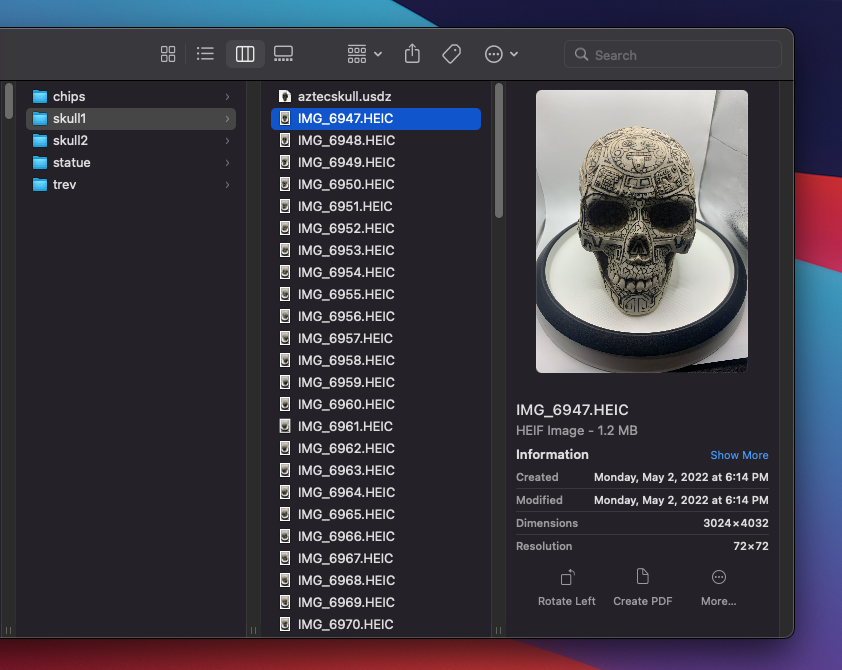 Search
chips
skull1
skull2
statue
trev
aztecskull.usdz
IMG_6947.HEIC
IMG_6948.HEIC
IMG_6949.HEIC
IMG_6950.HEIC
IMG_6951.HEIC
IMG_6952.HEIC
IMG_6953.HEIC
IMG_6954.HEIC
IMG_6955.HEIC
IMG_6956.HEIC
IMG_6957.HEIC
IMG_6958.HEIC
IMG_6959.HEIC
IMG_6960.HEIC
IMG_6961.HEIC
IMG_6962.HEIC
IMG_6963.HEIC
IMG_6964.HEIC
IMG_6965.HEIC
IMG_6966.HEIC
IMG_6967.HEIC
IMG_6968.HEIC
IMG_6969.HEIC
IMG_6970.HEIC
IMG_6947.HEIC
HEIF Image - 1.2 MB
Information Show More
Created Monday, May 2, 2022 at 6:14 PM
Modified Monday, May 2, 2022 at 6:14 PM
Dimensions 3024×4032
Resolution 72×72
Rotate Left Create PDF More...